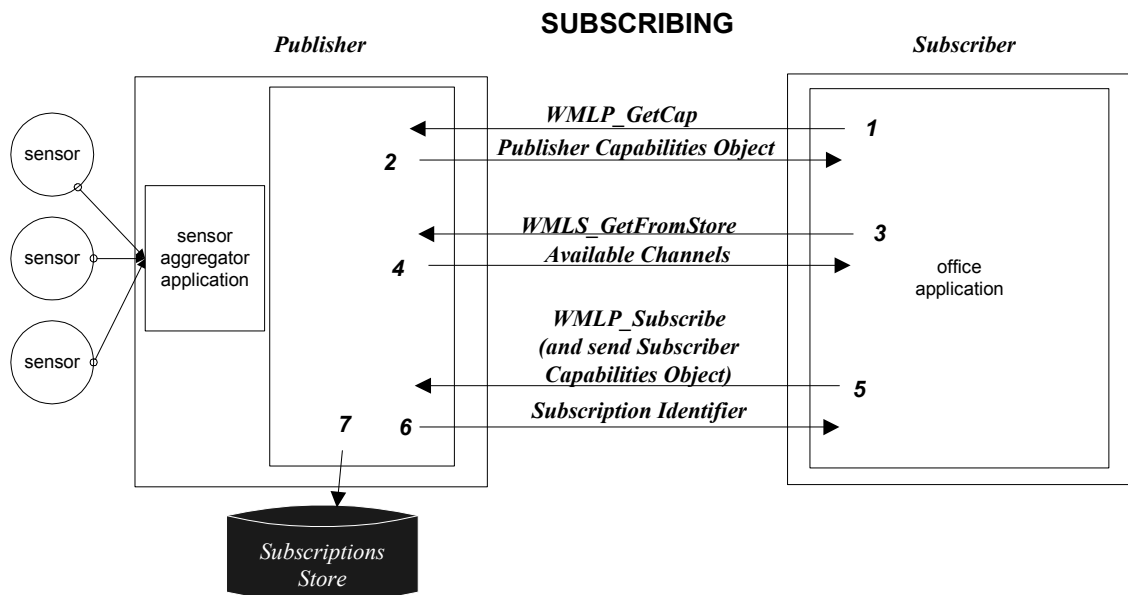 SUBSCRIBING
Publisher
Subscriber
WMLP_GetCap
1
2
Publisher Capabilities Object
sensor
sensor
sensor
sensor
aggregator
application
WMLS_GetFromStore
3
4
Available Channels
office
application
WMLP_Subscribe
(and send Subscriber
Capabilities Object)
5
Subscription Identifier
7
6
Subscriptions
Store